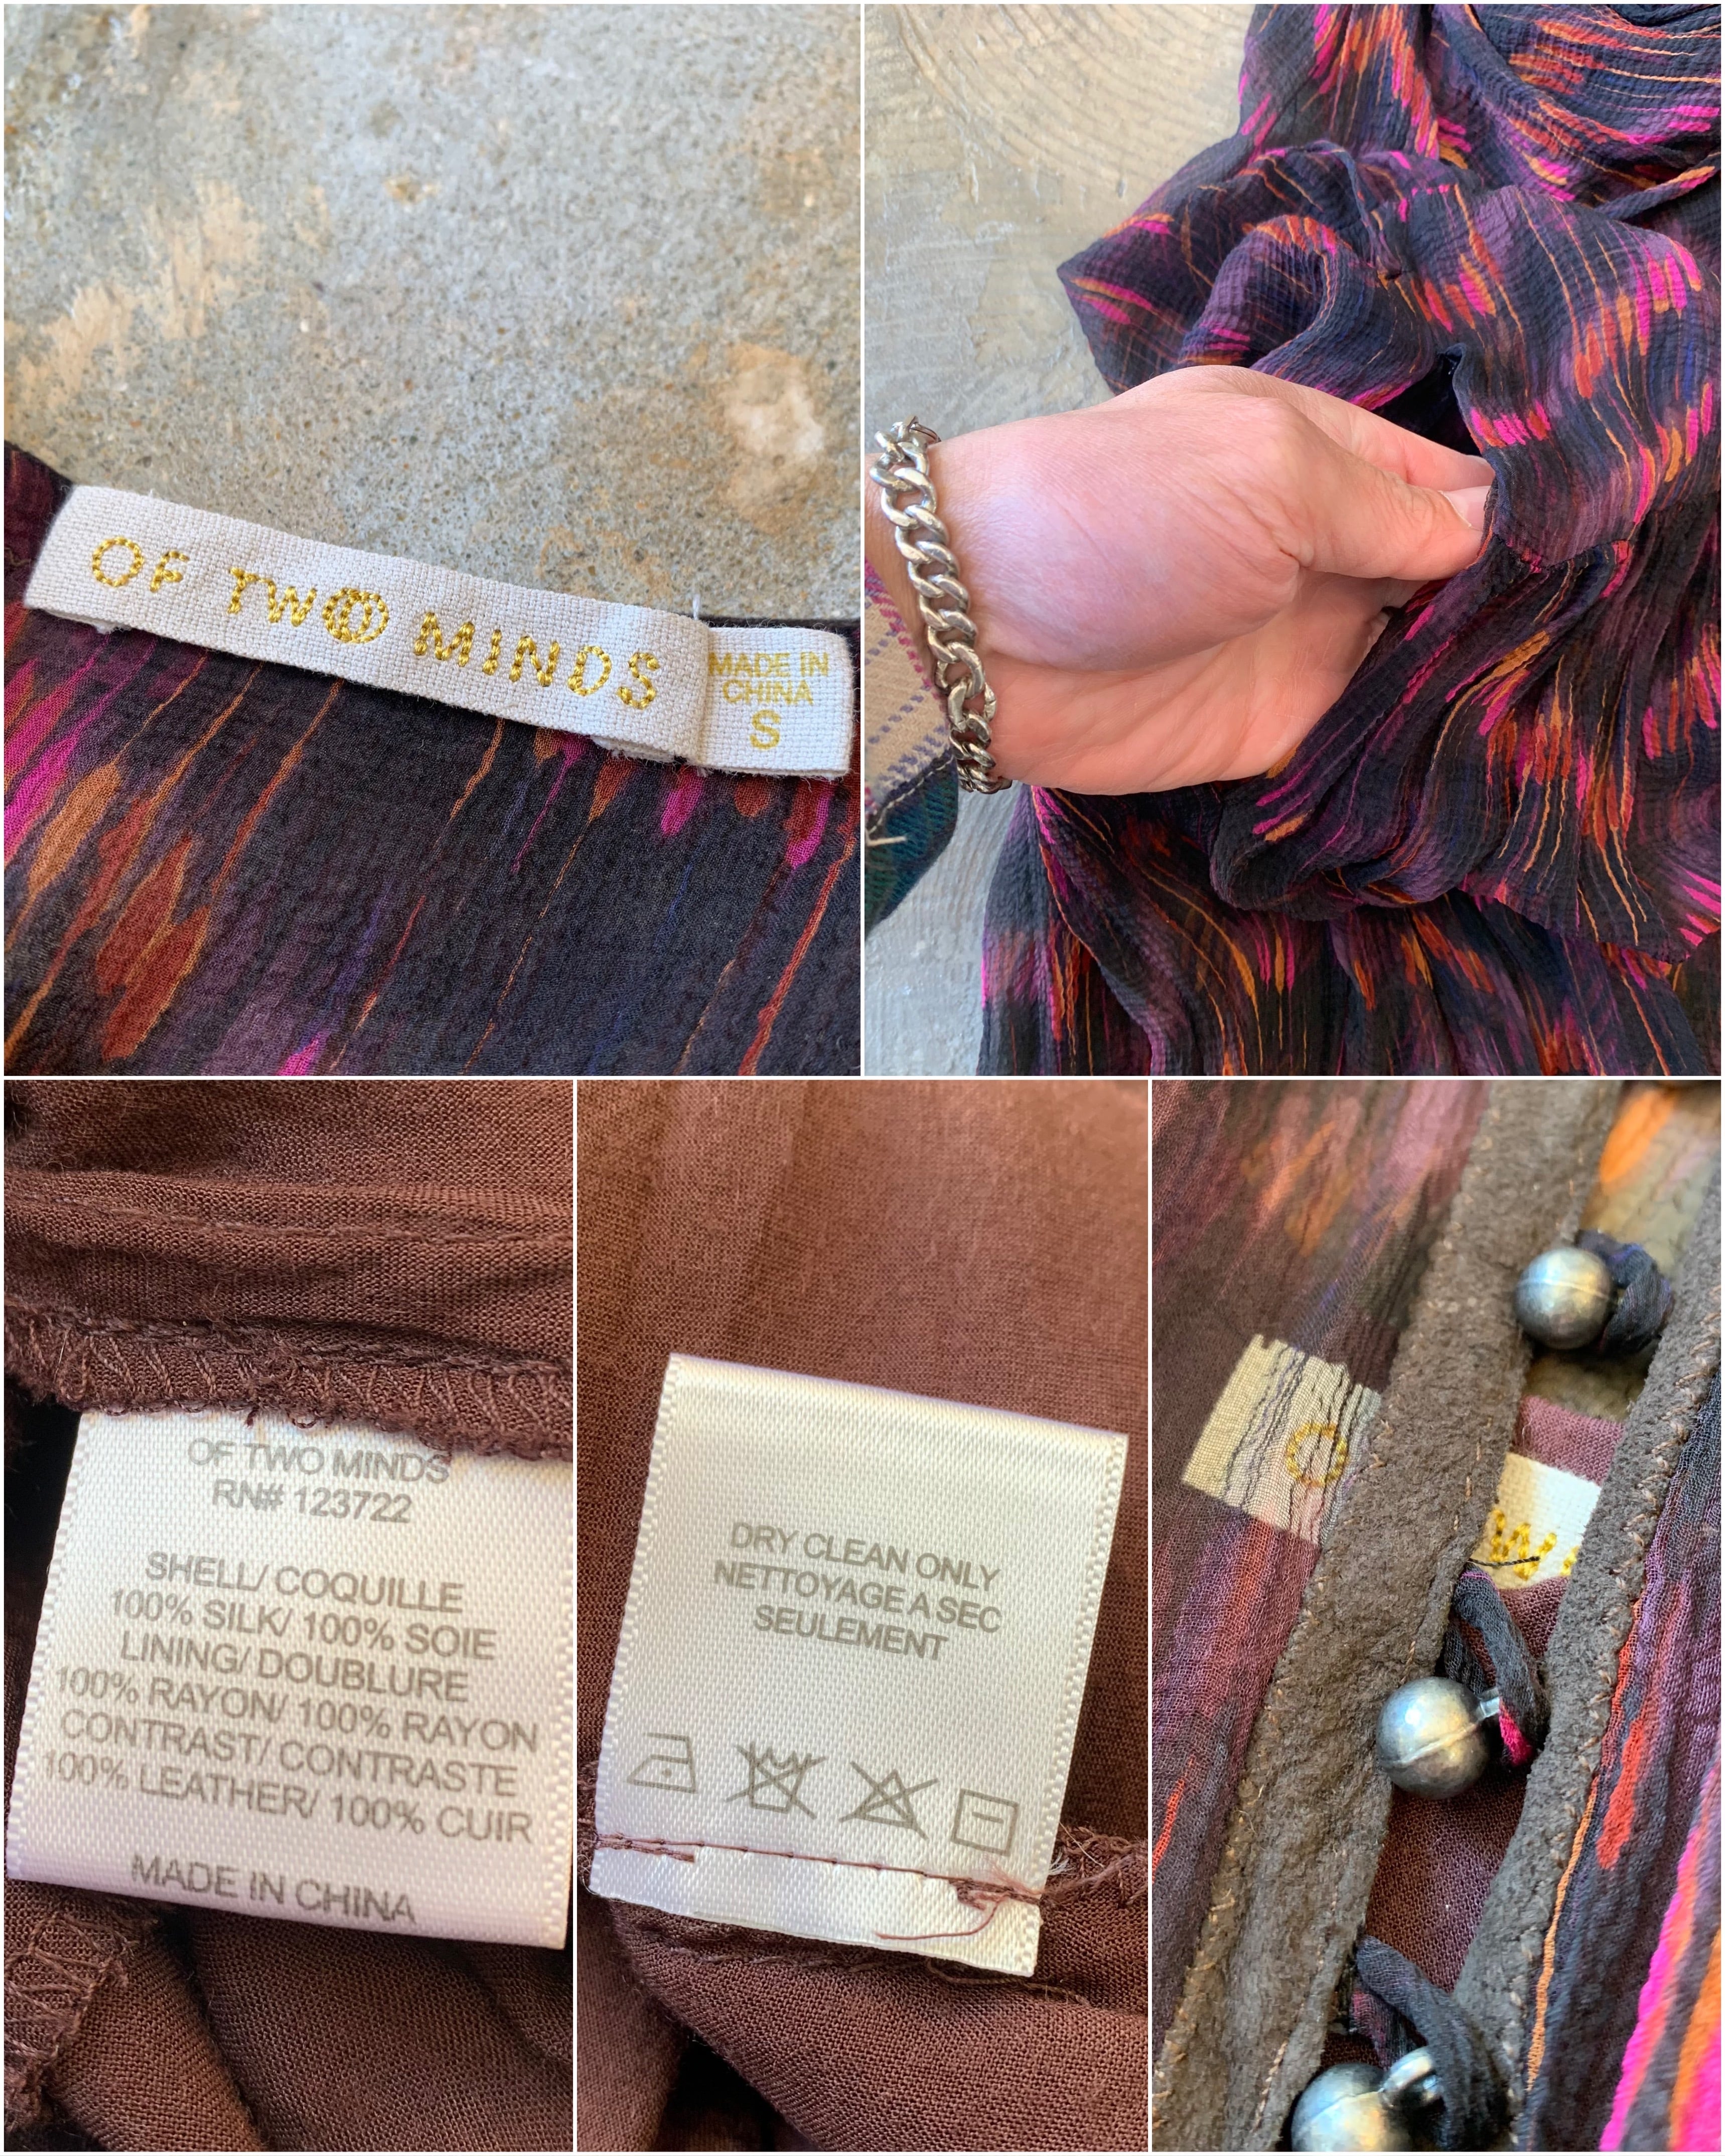 OF TWO MINDS
MADE IN
CHINA
S
OF TWO MINDS
RN# 123722
SHELL/ COQUILLE
100% SILK/ 100% SOIE
LINING/ DOUBLURE
100% RAYON/ 100% RAYON
CONTRAST/ CONTRASTE
100% LEATHER/ 100% CUIR
MADE IN CHINA
DRY CLEAN ONLY
NETTOYAGE A SEC
SEULEMENT
O
W